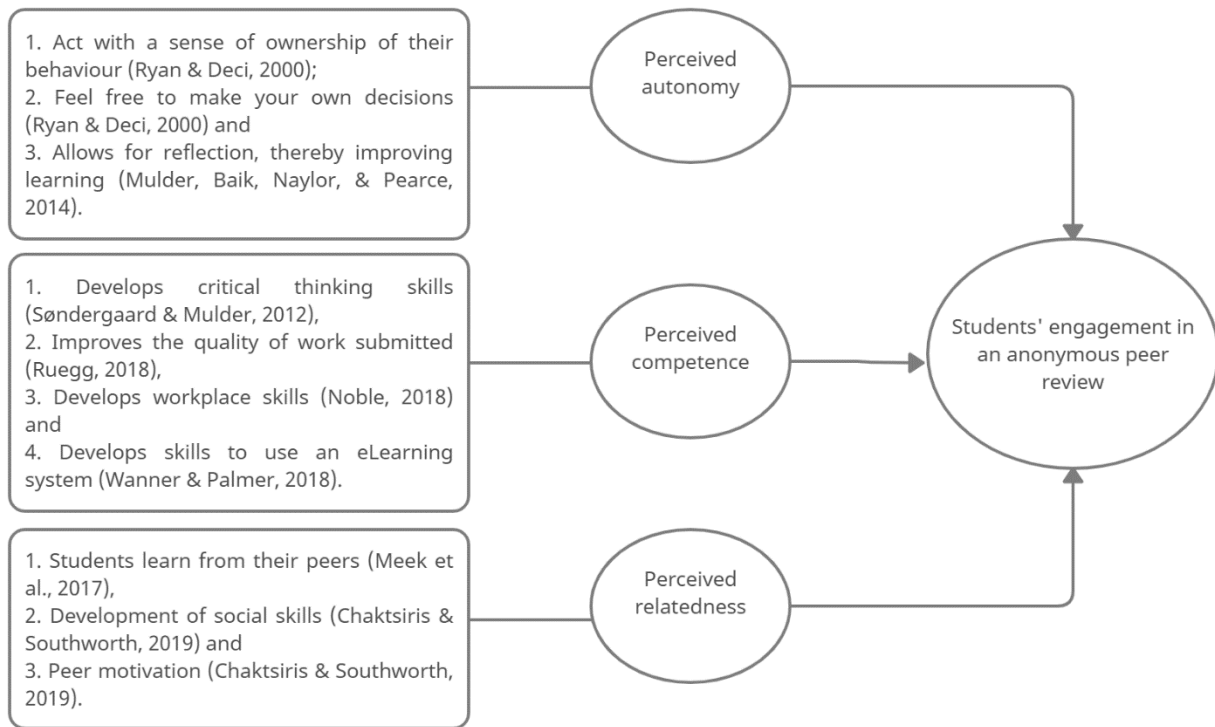 1. Act with a sense of ownership of their
behaviour (Ryan & Deci, 2000);
2. Feel free to make your own decisions
(Ryan & Deci, 2000) and
3. Allows for reflection, thereby improving
learning (Mulder, Baik, Naylor, & Pearce,
2014).
Perceived
autonomy
1. Develops critical thinking skills
(Søndergaard & Mulder, 2012),
2. Improves the quality of work submitted
(Ruegg, 2018),
3. Develops workplace skills (Noble, 2018)
and
4. Develops skills to use an eLearning
system (Wanner & Palmer, 2018).
Perceived
competence
Students' engagement in
an anonymous peer
review
1. Students learn from their peers (Meek et
al., 2017),
2. Development of social skills (Chaktsiris &
Southworth, 2019) and
3. Peer motivation (Chaktsiris & Southworth,
2019).
Perceived
relatedness